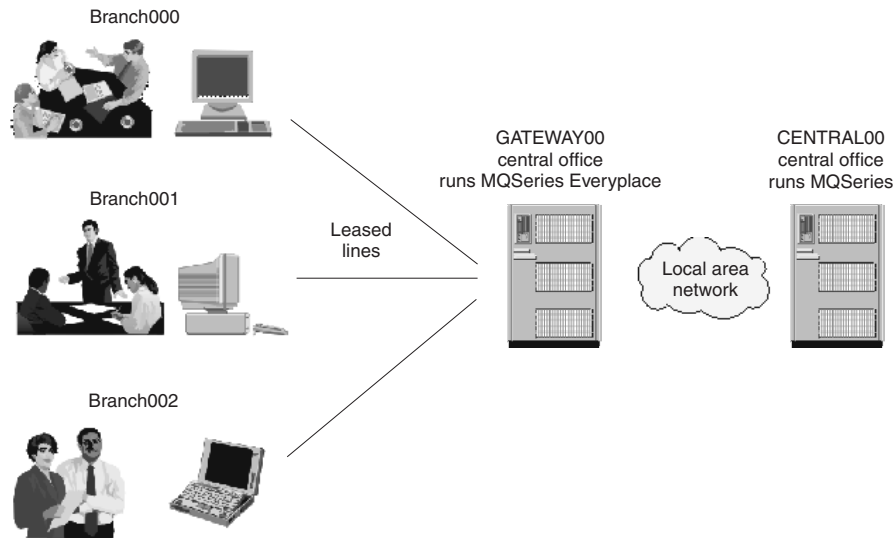 Branch000
GATEWAY00
central office
runs MQSeries Everyplace
CENTRAL00
central office
runs MQSeries
Branch001
Leased
lines
Local area
network
Branch002